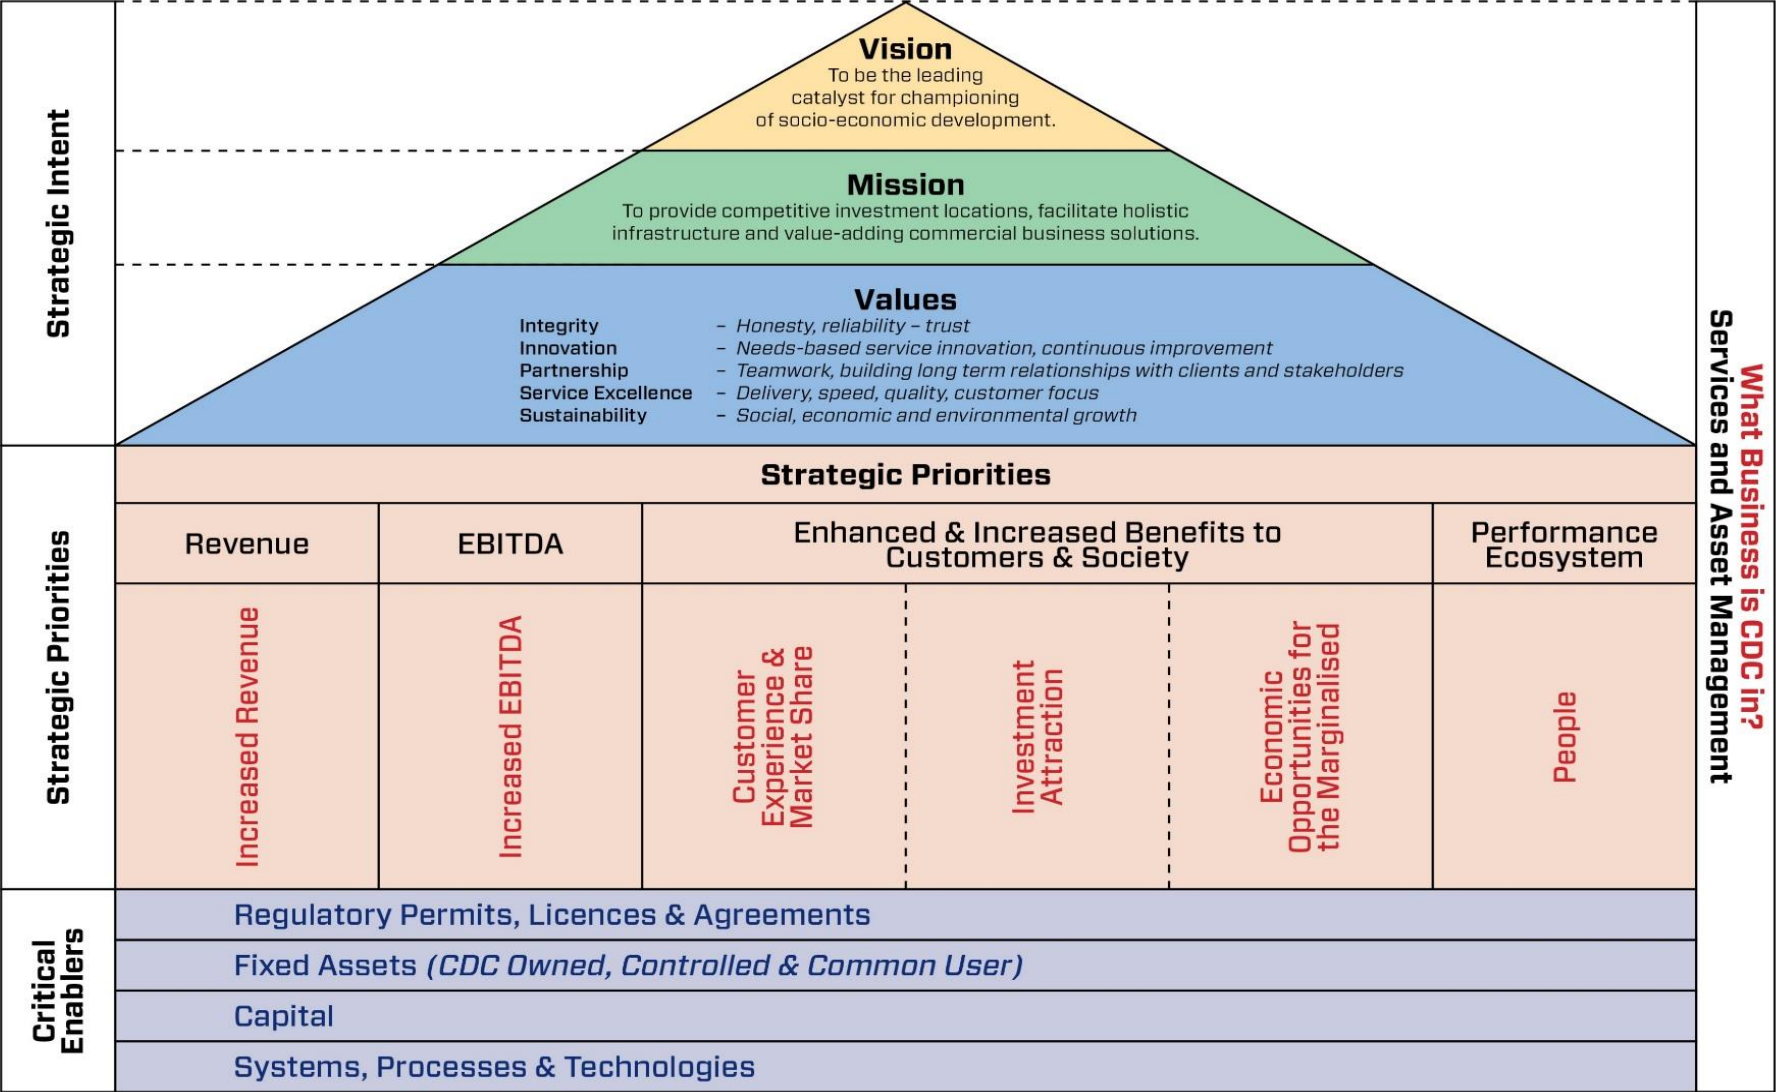 Strategic Intent
Vision
To be the leading
catalyst for championing
of socio-economic development.
Mission
To provide competitive investment locations, facilitate holistic
infrastructure and value-adding commercial business solutions.
Values
Integrity – Honesty, reliability – trust
Innovation – Needs-based service innovation, continuous improvement
Partnership – Teamwork, building long term relationships with clients and stakeholders
Service Excellence – Delivery, speed, quality, customer focus
Sustainability – Social, economic and environmental growth
Strategic Priorities
Strategic Priorities
Revenue
EBITDA
Enhanced & Increased Benefits to
Customers & Society
Performance
Ecosystem
Increased Revenue
Increased EBITDA
Customer
Experience &
Market Share
Investment
Attraction
Economic
Opportunities for
the Marginalised
People
Critical
Enablers
Regulatory Permits, Licences & Agreements
Fixed Assets (CDC Owned, Controlled & Common User)
Capital
Systems, Processes & Technologies
What Business is CDC in?
Services and Asset Management